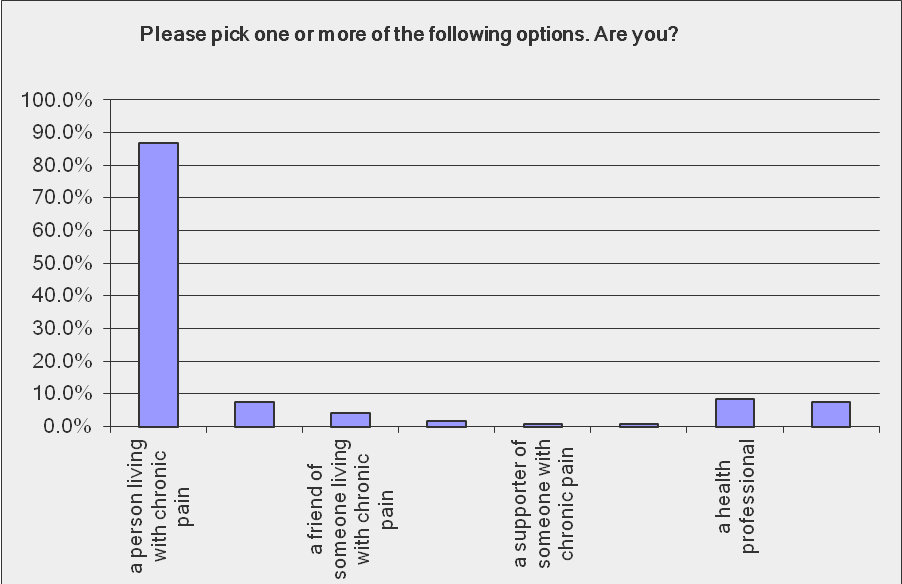 Please pick one or more of the following options. Are you?
100.0%
90.0%
80.0%
70.0%
60.0%
50.0%
40.0%
30.0%
20.0%
10.0%
0.0%
a person living
with chronic
pain
a friend of
someone living
with chronic
pain
a supporter of
someone with
chronic pain
a health
professional